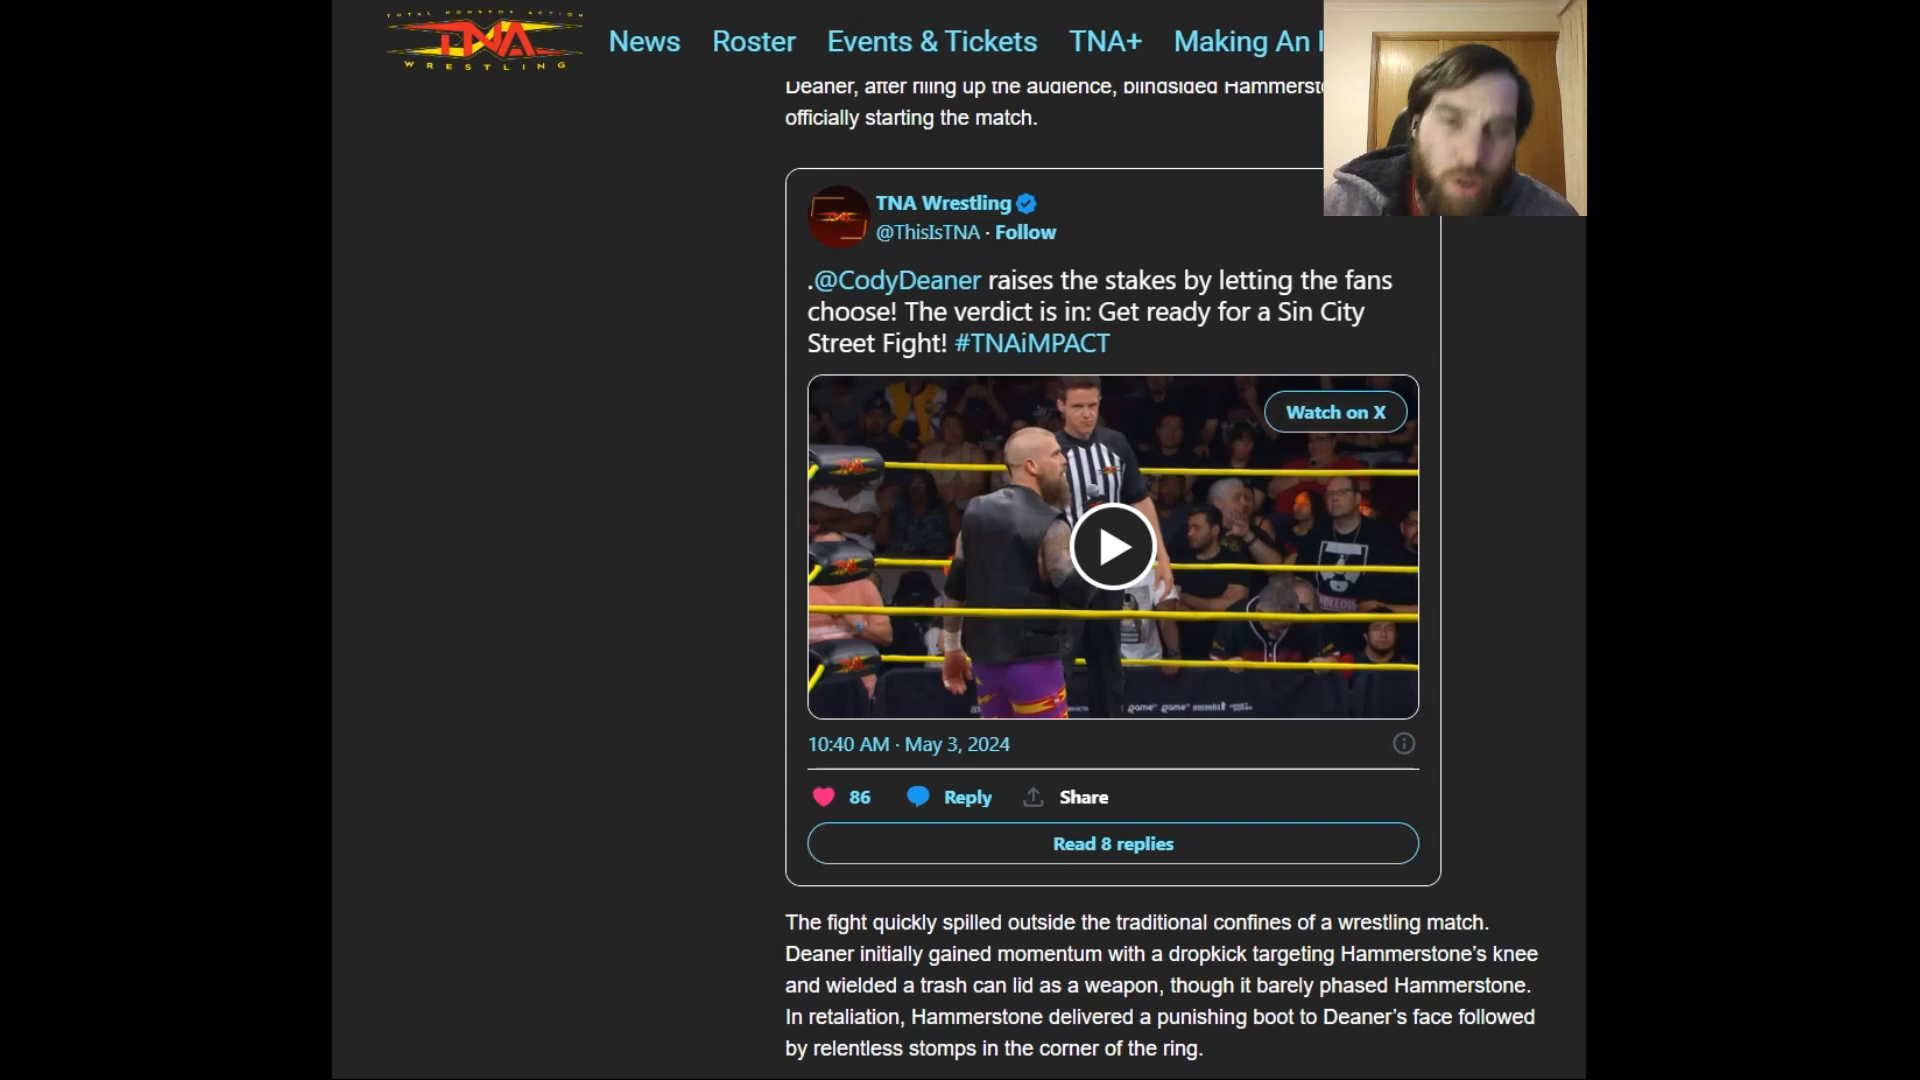 TOTAL NONSTOP ACTION
TNA
WRESTLING
News Roster Events & Tickets TNA+ Making An
Deaner, after riling up the audience, blindsided
officially starting the match.
TNA Wrestling
@ThisIsTNA · Follow
.@CodyDeaner raises the stakes by letting the fans
choose! The verdict is in: Get ready for a Sin City
Street Fight! #TNAiMPACT
Watch on X
10:40 AM · May 3, 2024
86 Reply Share
Read 8 replies
The fight quickly spilled outside the traditional confines of a wrestling match.
Deaner initially gained momentum with a dropkick targeting Hammerstone’s knee
and wielded a trash can lid as a weapon, though it barely phased Hammerstone.
In retaliation, Hammerstone delivered a punishing boot to Deaner’s face followed
by relentless stomps in the corner of the ring.